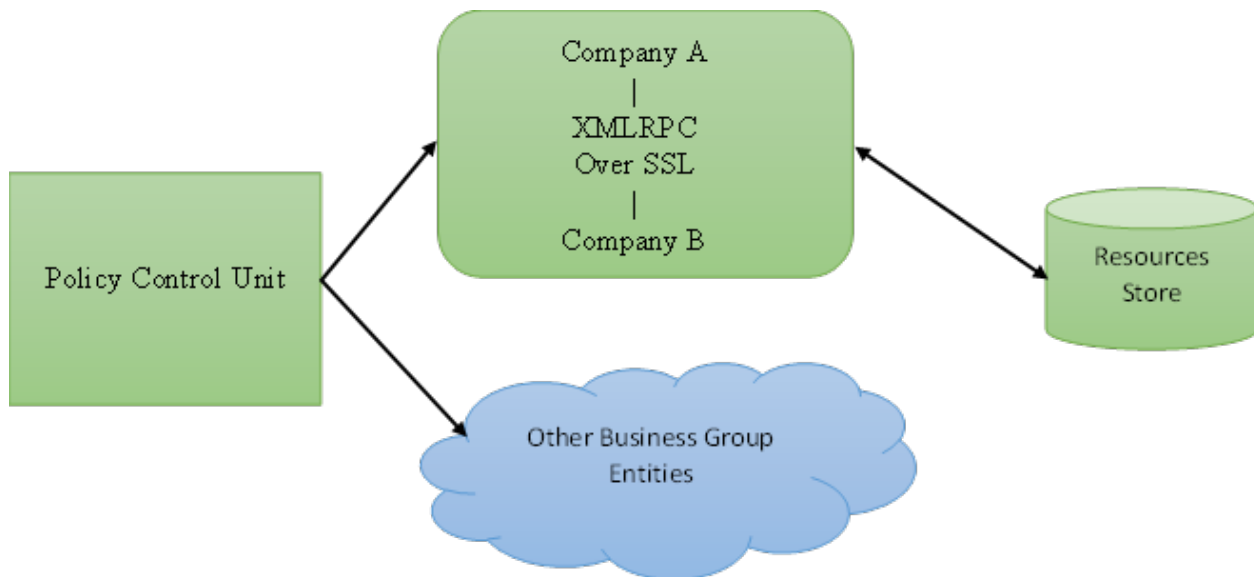 Company A
|
XMLRPC
Over SSL
|
Company B
Policy Control Unit
Resources
Store
Other Business Group
Entities